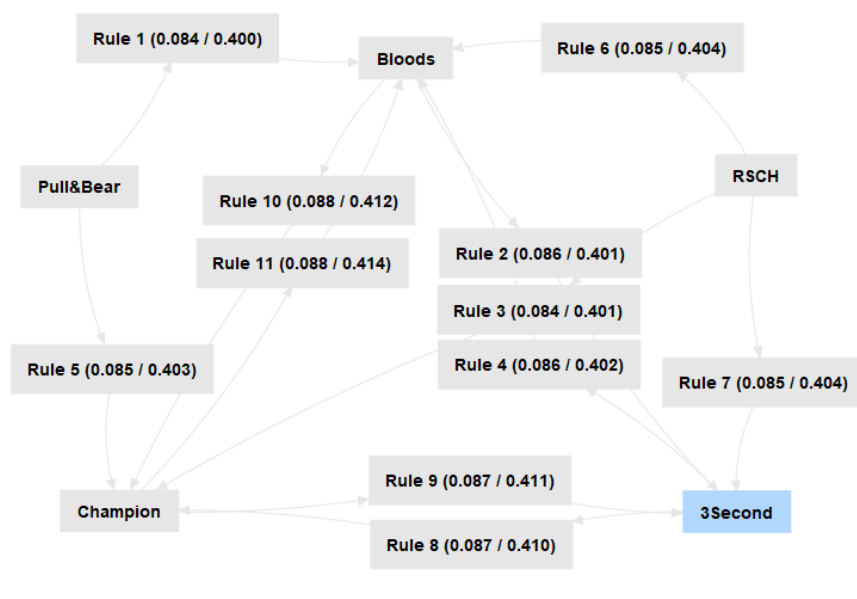 Rule 1 (0.084 / 0.400)
Bloods
Rule 6 (0.085 / 0.404)
Pull&Bear
RSCH
Rule 10 (0.088 / 0.412)
Rule 11 (0.088 / 0.414)
Rule 2 (0.086 / 0.401)
Rule 3 (0.084 / 0.401)
Rule 4 (0.086 / 0.402)
Rule 5 (0.085 / 0.403)
Rule 7 (0.085 / 0.404)
Rule 9 (0.087 / 0.411)
Champion
3Second
Rule 8 (0.087 / 0.410)